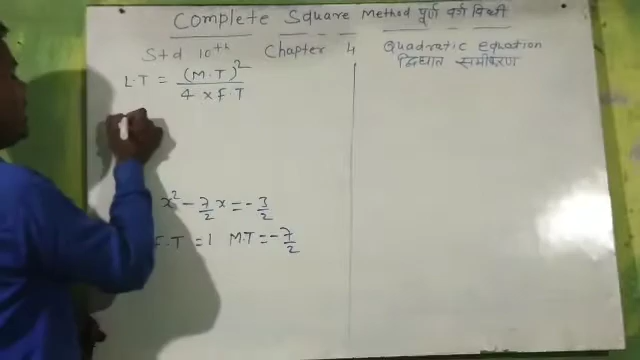 Complete Square Method पूर्ण वर्ग विधी
Std 10th Chapter 4 Quadratic equation
द्विघात समीकरण
L.T = (M.T)² / 4 × F.T
x² - 7/2 x = - 3/2
F.T = 1 M.T = - 7/2